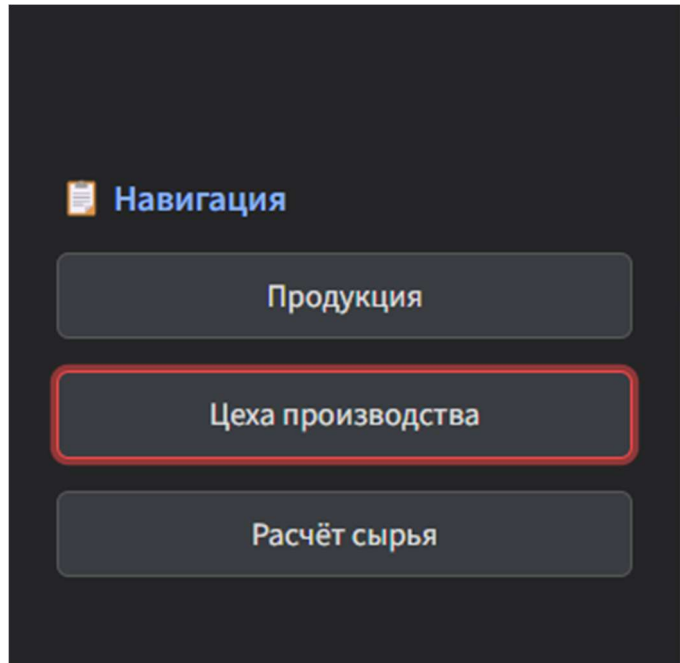 Навигация
Продукция
Цеха производства
Расчёт сырья